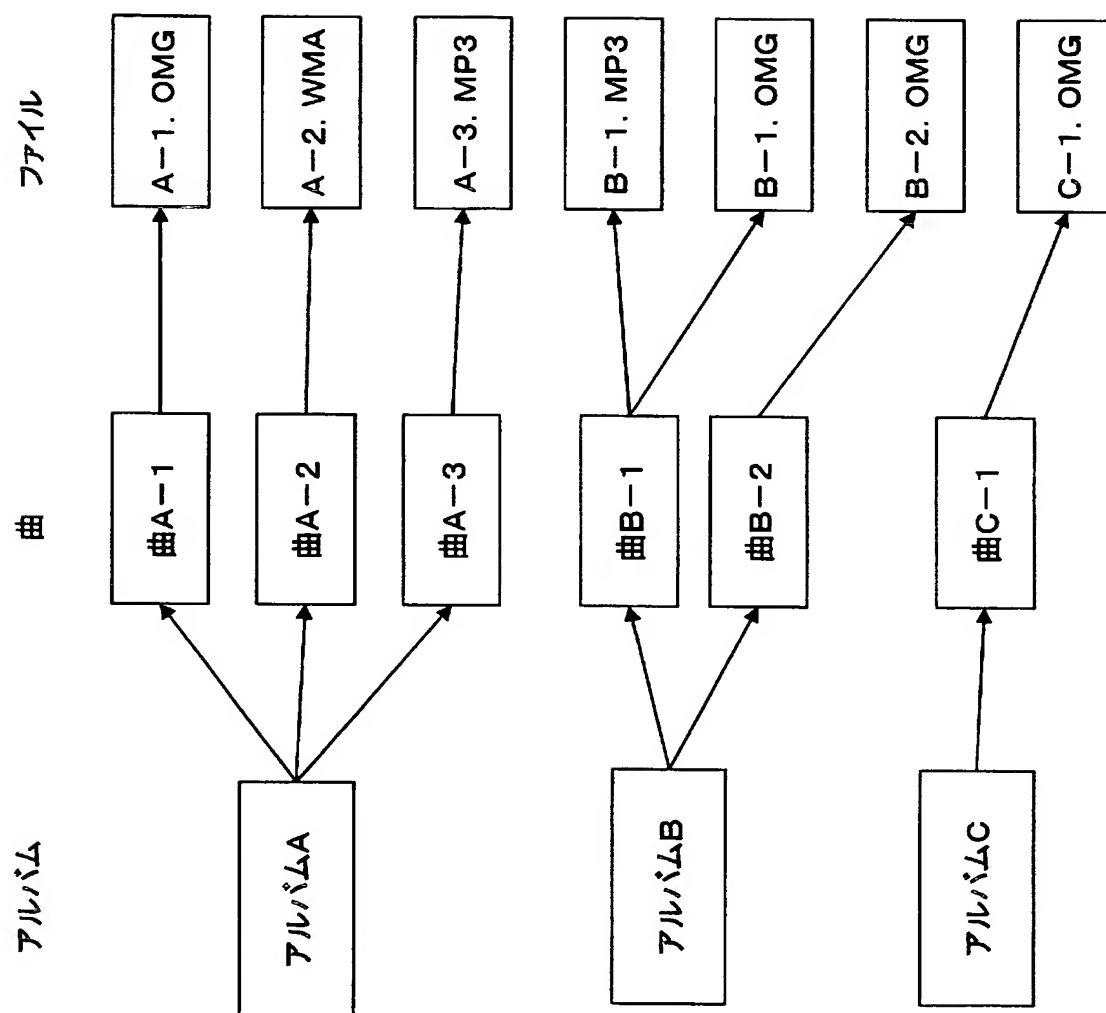 アルバム
曲
ファイル
アルバムA
曲A－1
A－1. OMG
曲A－2
A－2. WMA
曲A－3
A－3. MP3
アルバムB
曲B－1
B－1. MP3
B－1. OMG
曲B－2
B－2. OMG
アルバムC
曲C－1
C－1. OMG